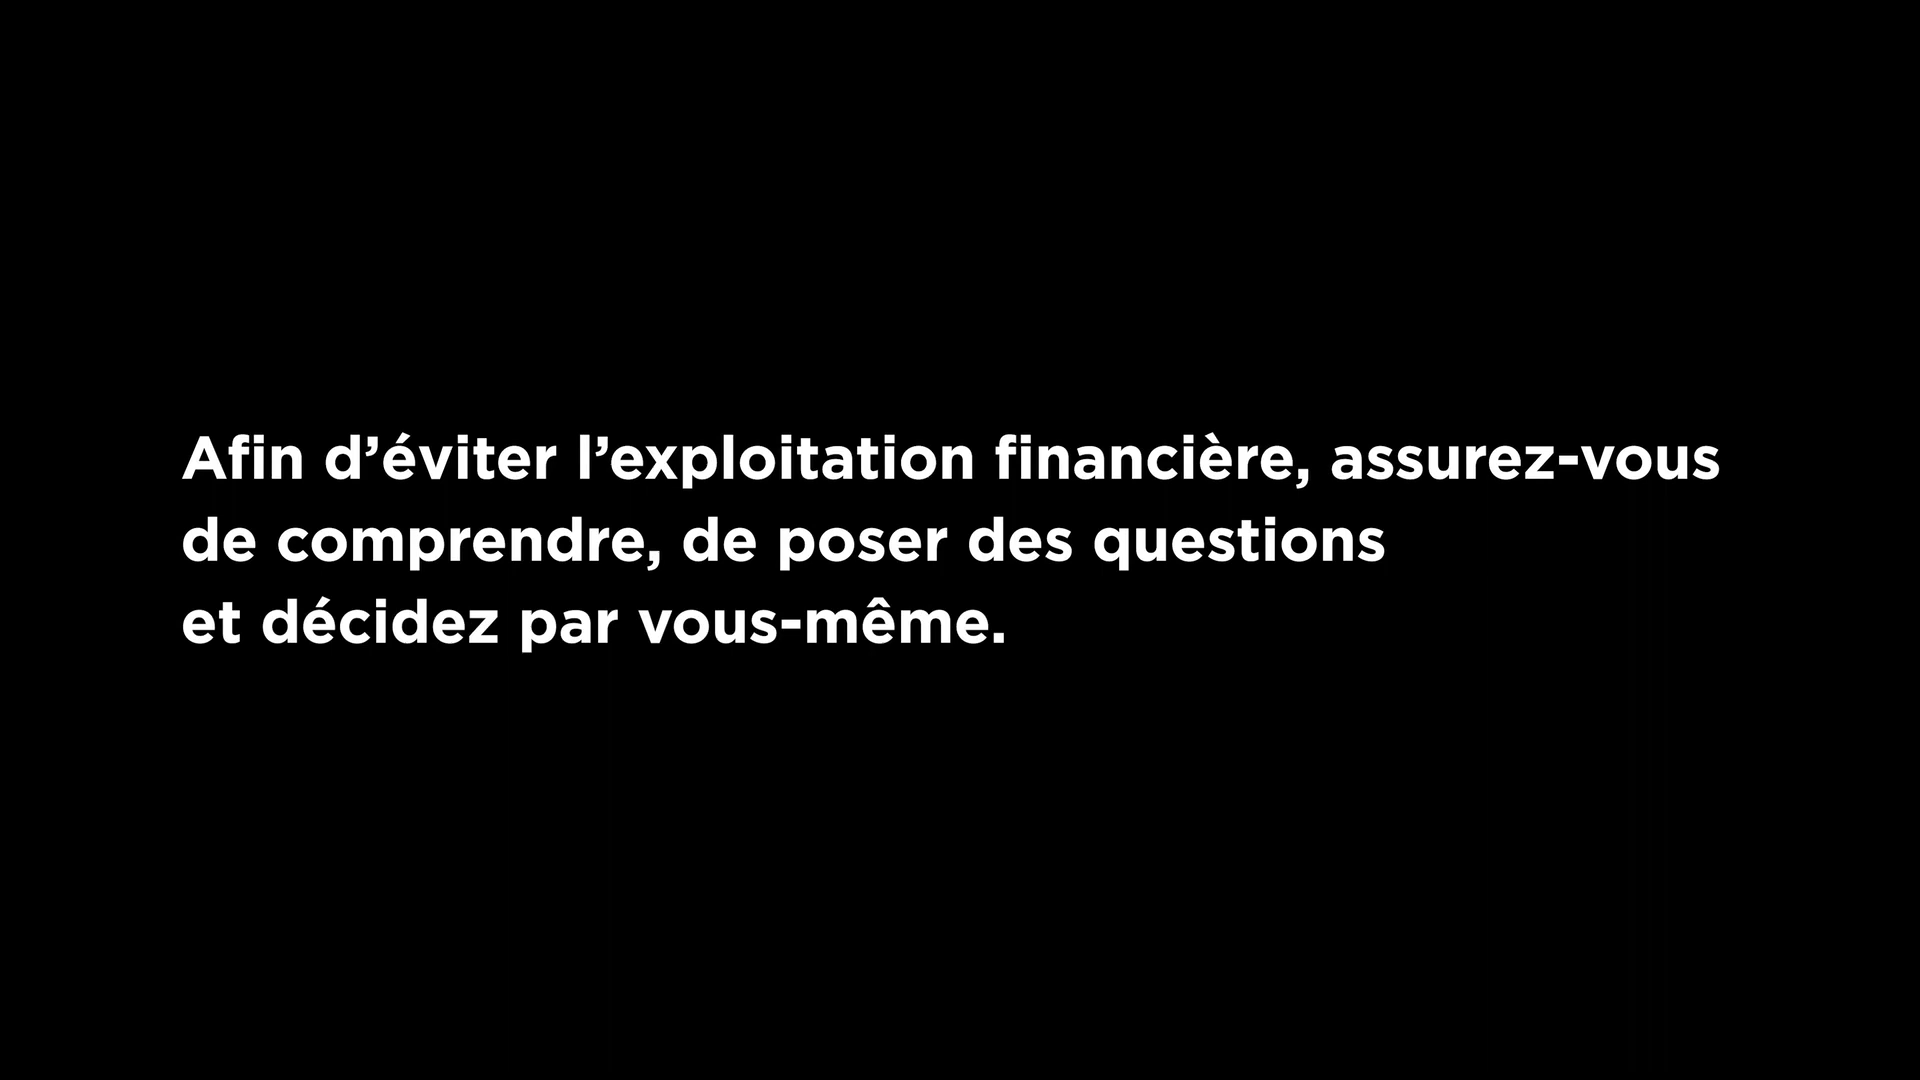 Afin d’éviter l’exploitation financière, assurez-vous
de comprendre, de poser des questions
et décidez par vous-même.